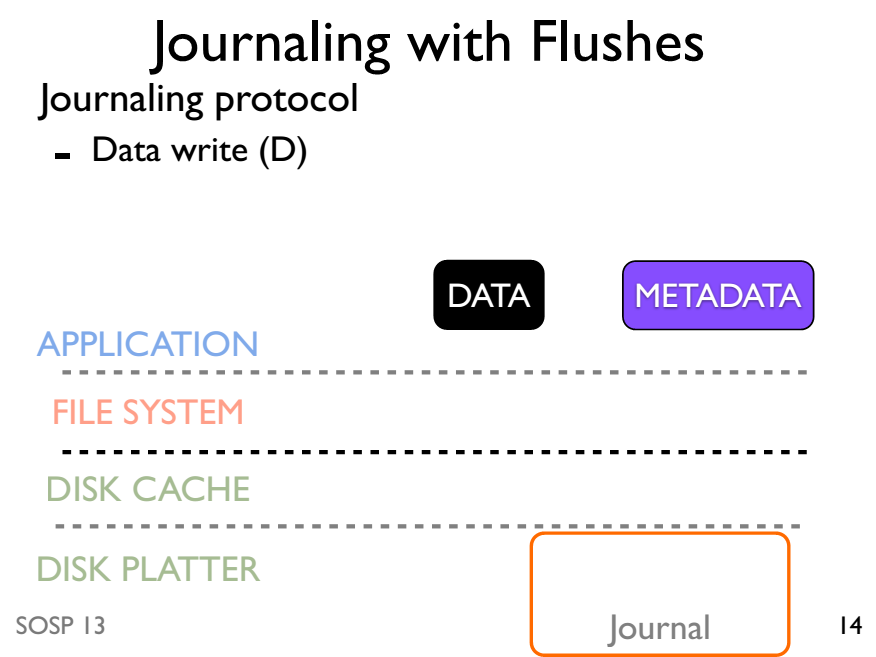 Journaling with Flushes
Journaling protocol
- Data write (D)
DATA
METADATA
APPLICATION
FILE SYSTEM
DISK CACHE
DISK PLATTER
SOSP 13
Journal
14